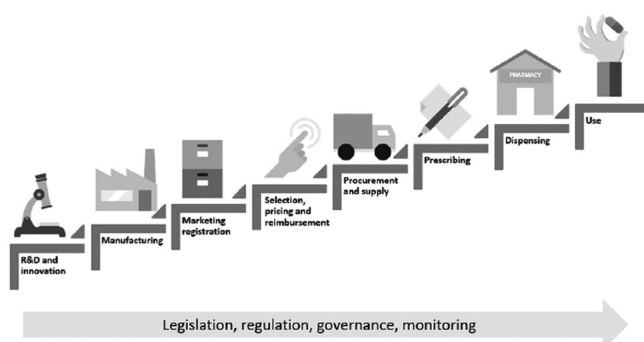 R&D and
innovation
Manufacturing
Marketing
registration
Selection,
pricing and
reimbursement
Procurement
and supply
Prescribing
PHARMACY
Dispensing
Use
Legislation, regulation, governance, monitoring